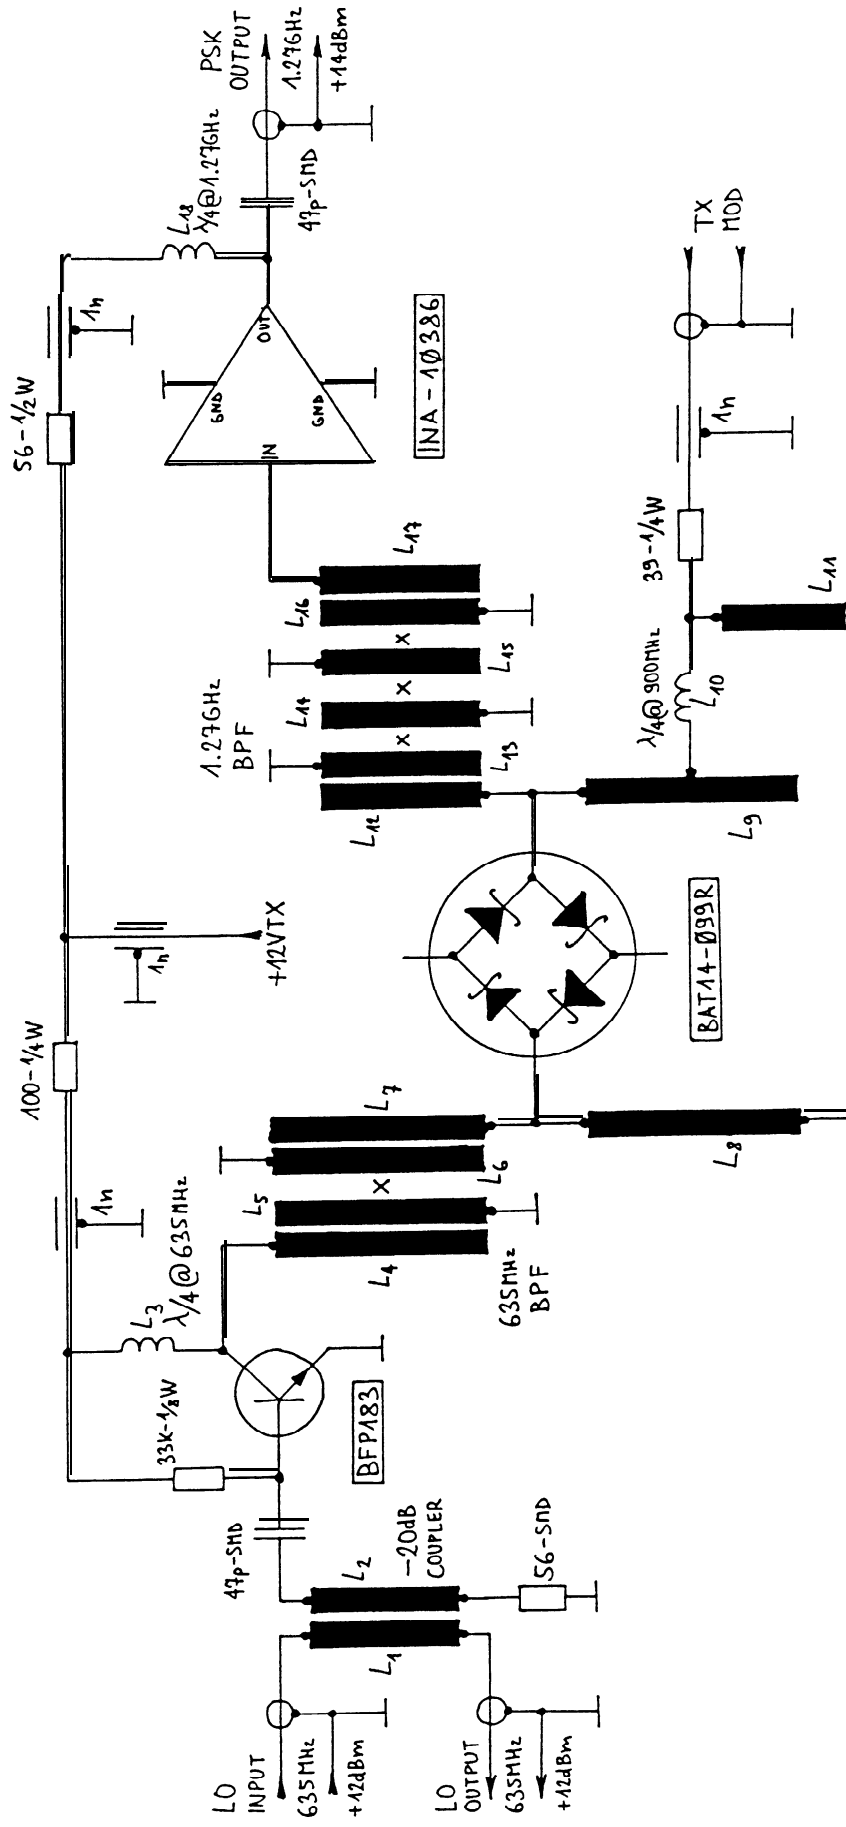 LO
INPUT
635MHz
+12dBm
LO
OUTPUT
635MHz
+12dBm
L1
L2
-20dB
COUPLER
56-SMD
47p-SMD
33K-1/8W
BFP183
L3
λ/4@635MHz
1n
100-1/4W
L4
L5
X
L6
L7
635MHz
BPF
L8
+12VTX
1n
BAT14-Ø99R
L9
1.27GHz
BPF
L12
L13
X
L14
X
L15
X
L16
L17
λ/4@900MHz
L10
L11
39-1/4W
1n
TX
MOD
IN
GND
GND
OUT
INA-1Ø386
56-1/2W
1n
L18
λ/4@1.27GHz
47p-SMD
PSK
OUTPUT
1.27GHz
+14dBm